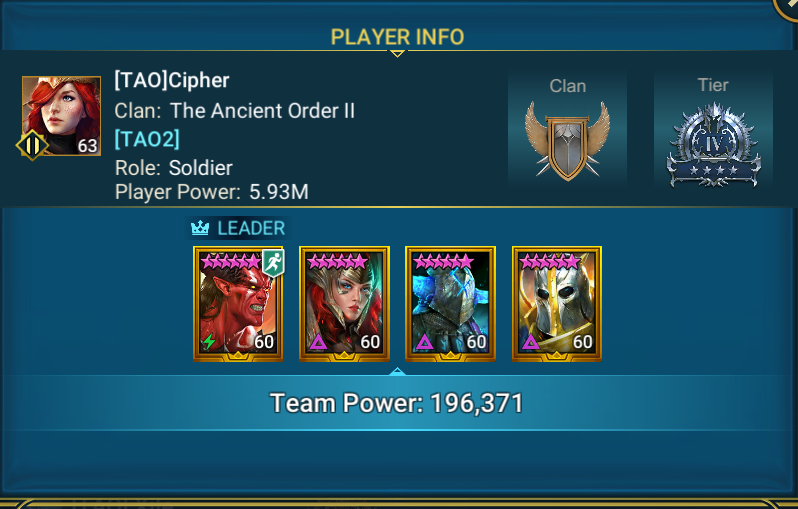 PLAYER INFO
[TAO]Cipher
Clan: The Ancient Order II
[TAO2]
Role: Soldier
Player Power: 5.93M
63
Clan
Tier
IV
LEADER
60
60
60
60
Team Power: 196,371